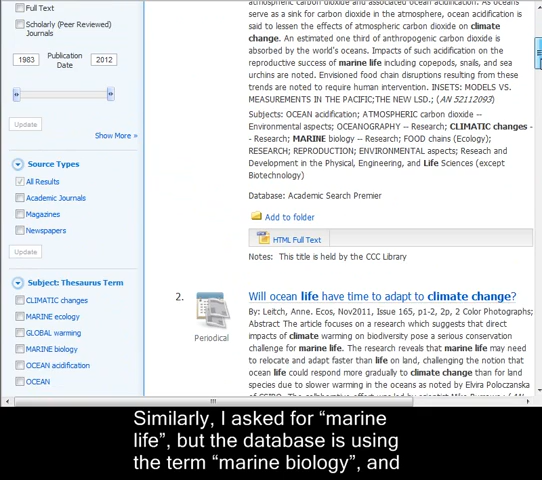 Full Text
Scholarly (Peer Reviewed)
Journals
1983 Publication Date 2012
Update
Show More »
Source Types
All Results
Academic Journals
Magazines
Newspapers
Update
Subject: Thesaurus Term
CLIMATIC changes
MARINE ecology
GLOBAL warming
MARINE biology
OCEAN acidification
OCEAN
atmospheric carbon dioxide and associated ocean acidification. As oceans
serve as a sink for carbon dioxide in the atmosphere, ocean acidification is
said to lessen the effects of atmospheric carbon dioxide on climate
change. An estimated one third of anthropogenic carbon dioxide is
absorbed by the world's oceans. Impacts of such acidification on the
reproductive success of marine life including copepods, snails, and sea
urchins are noted. Envisioned food chain disruptions resulting from these
trends are noted to require human intervention. INSETS: MODELS VS.
MEASUREMENTS IN THE PACIFIC;THE NEW LSD.; (AN 52112093)
Subjects: OCEAN acidification; ATMOSPHERIC carbon dioxide --
Environmental aspects; OCEANOGRAPHY -- Research; CLIMATIC changes -
- Research; MARINE biology -- Research; FOOD chains (Ecology);
RESEARCH; REPRODUCTION; ENVIRONMENTAL aspects; Reseach and
Development in the Physical, Engineering, and Life Sciences (except
Biotechnology)
Database: Academic Search Premier
Add to folder
HTML Full Text
Notes: This title is held by the CCC Library
2.
Periodical
Will ocean life have time to adapt to climate change?
By: Leitch, Anne. Ecos, Nov2011, Issue 165, p1-2, 2p, 2 Color Photographs;
Abstract The article focuses on a research which suggests that direct
impacts of climate warming on biodiversity pose a serious conservation
challenge for marine life. The research reveals that marine life may need
to relocate and adapt faster than life on land, challenging the notion that
ocean life could respond more gradually to climate change than for land
species due to slower warming in the oceans as noted by Elvira Poloczanska
Similarly, I asked for “marine
life”, but the database is using
the term “marine biology”, and